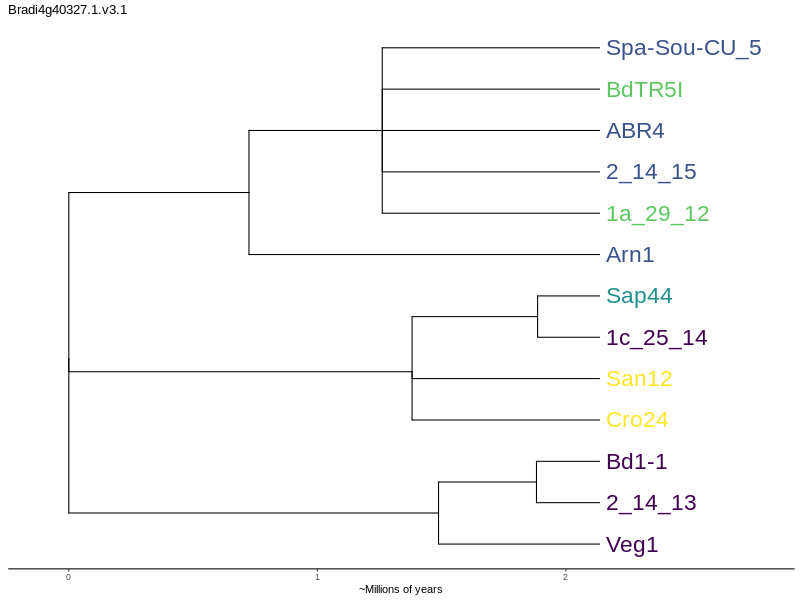 Bradi4g40327.1.v3.1
Spa-Sou-CU_5
BdTR5I
ABR4
2_14_15
1a_29_12
Arn1
Sap44
1c_25_14
San12
Cro24
Bd1-1
2_14_13
Veg1
0 1 2
~Millions of years